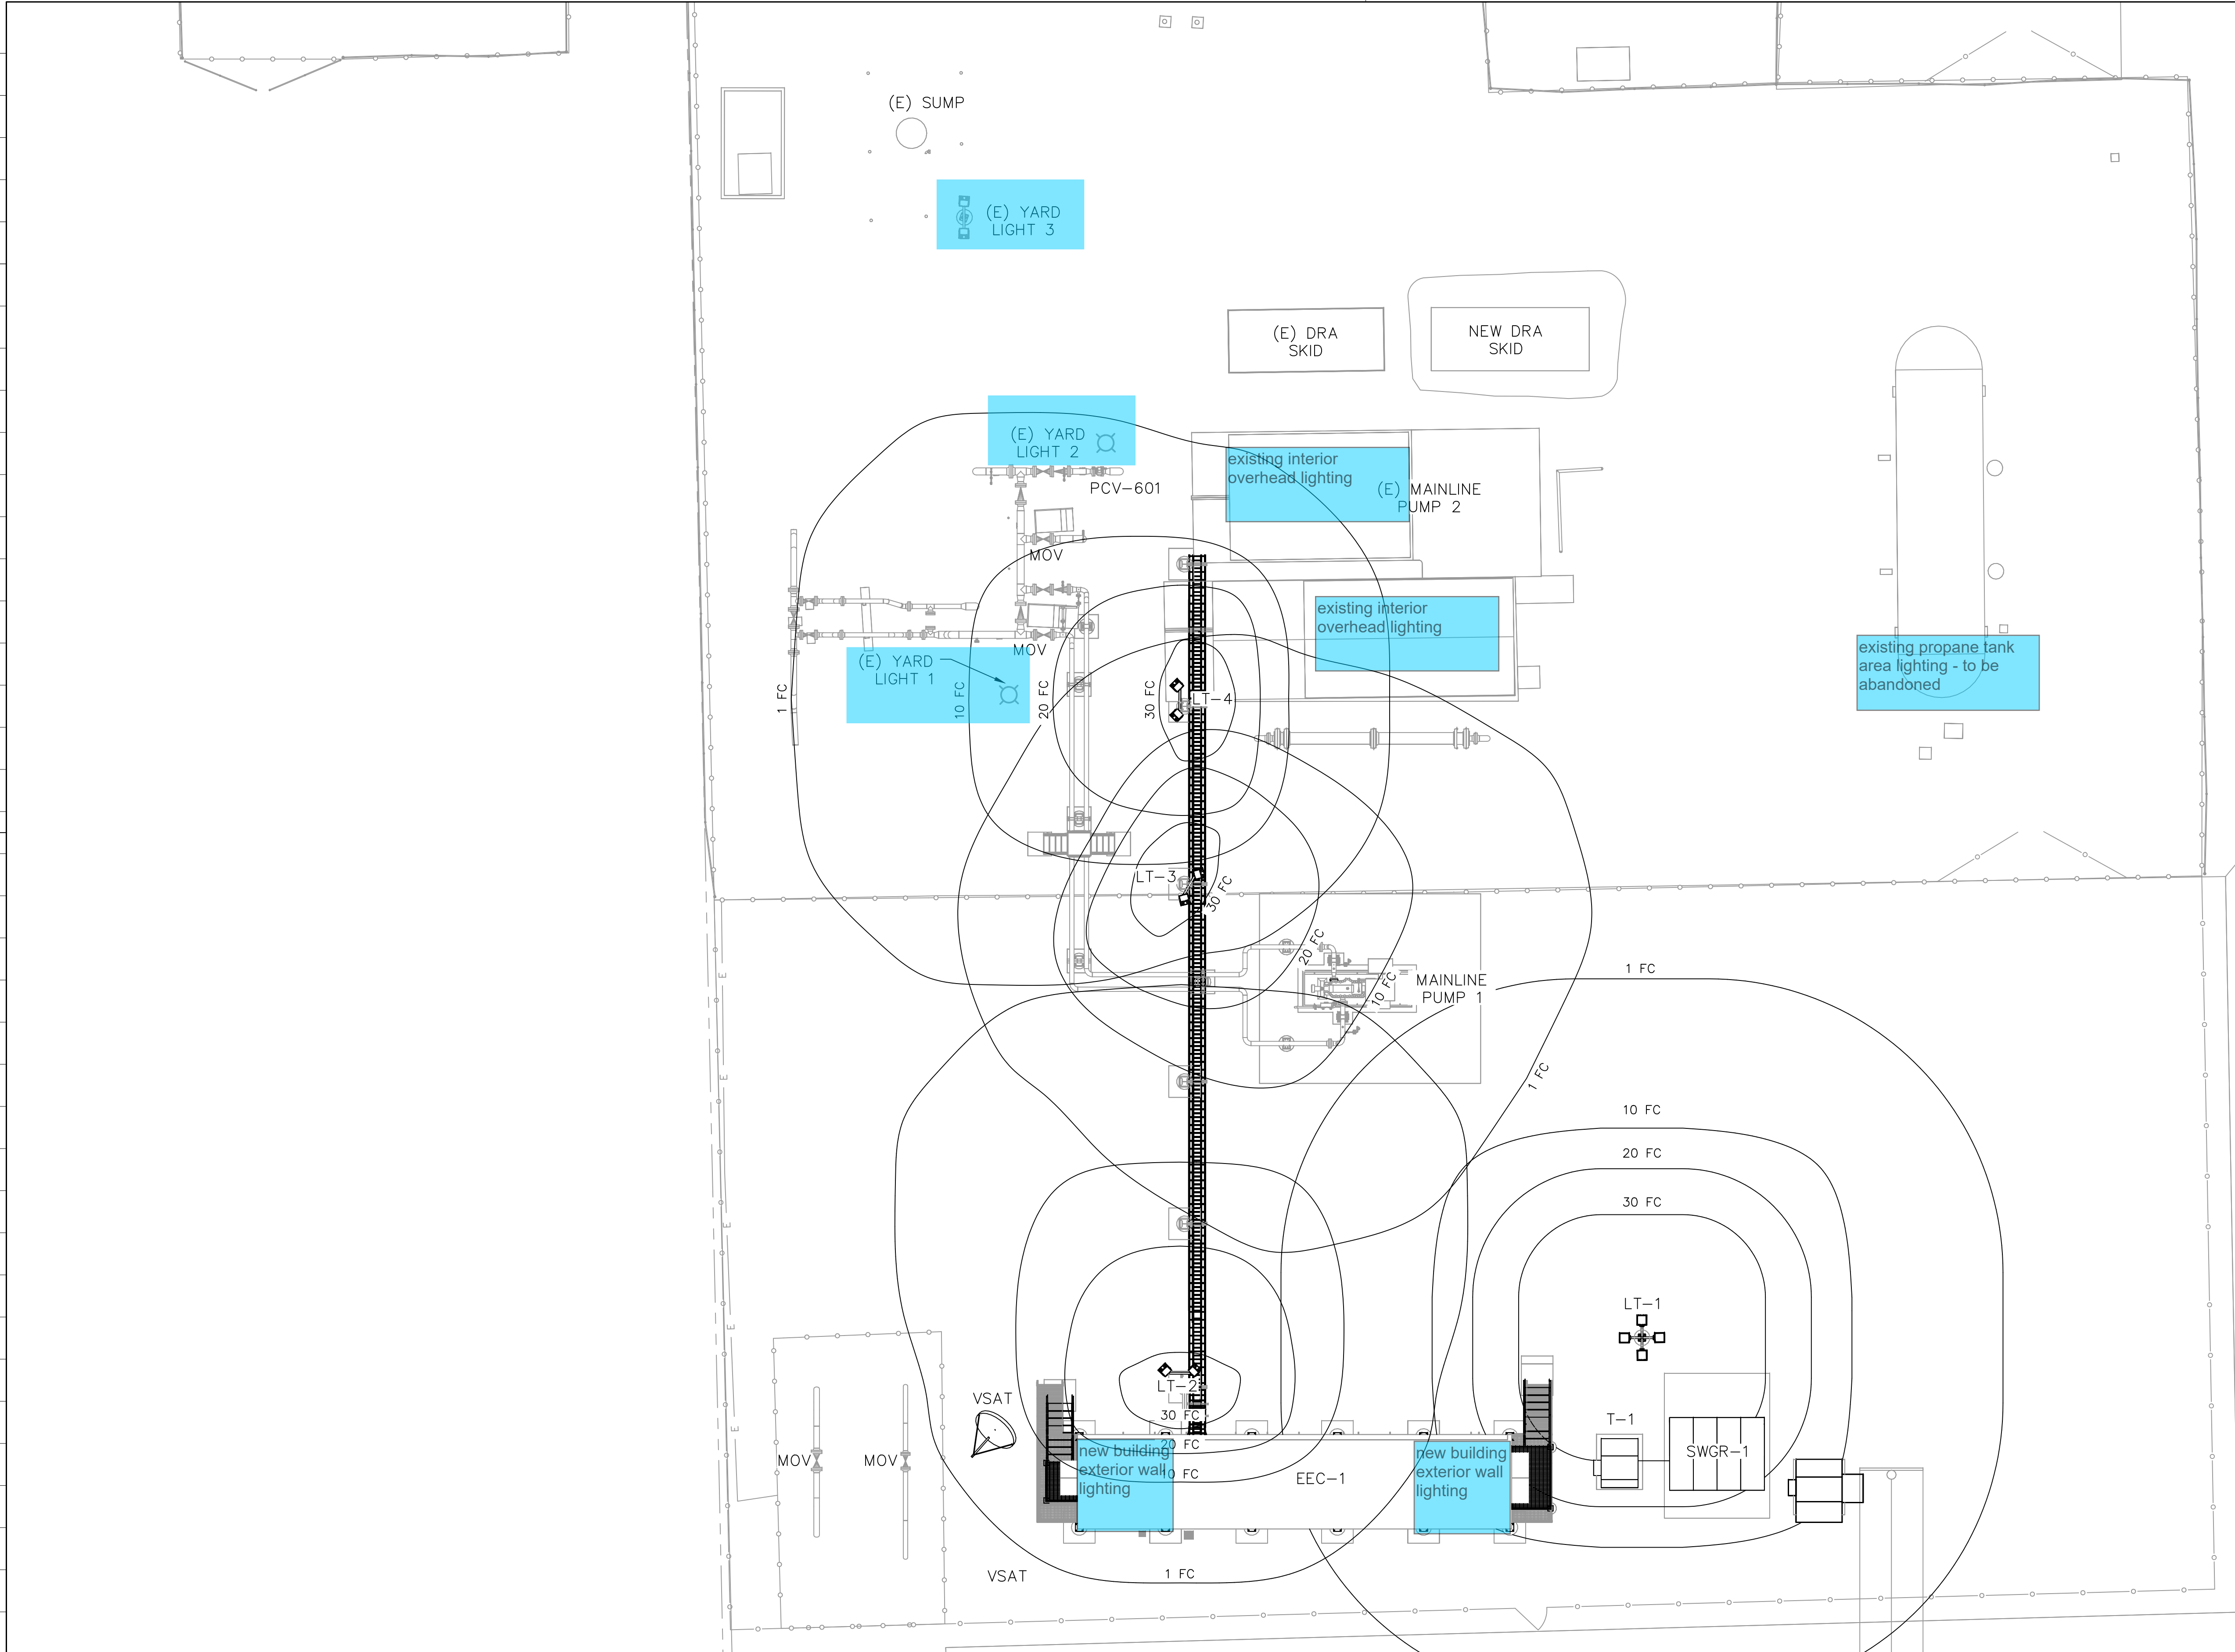 (E) SUMP
(E) YARD
LIGHT 3
(E) DRA
SKID
NEW DRA
SKID
(E) YARD
LIGHT 2
PCV-601
existing interior
overhead lighting
(E) MAINLINE
PUMP 2
MOV
existing interior
overhead lighting
MOV
(E) YARD
LIGHT 1
existing propane tank
area lighting - to be
abandoned
1 FC
10 FC
20 FC
30 FC
LT-4
LT-3
30 FC
20 FC
10 FC
MAINLINE
PUMP 1
1 FC
E
1 FC
E
10 FC
20 FC
30 FC
E
LT-1
E
LT-2
VSAT
30 FC
T-1
E
20 FC
new building
exterior wall
lighting
10 FC
EEC-1
new building
exterior wall
lighting
SWGR-1
MOV
MOV
VSAT
1 FC